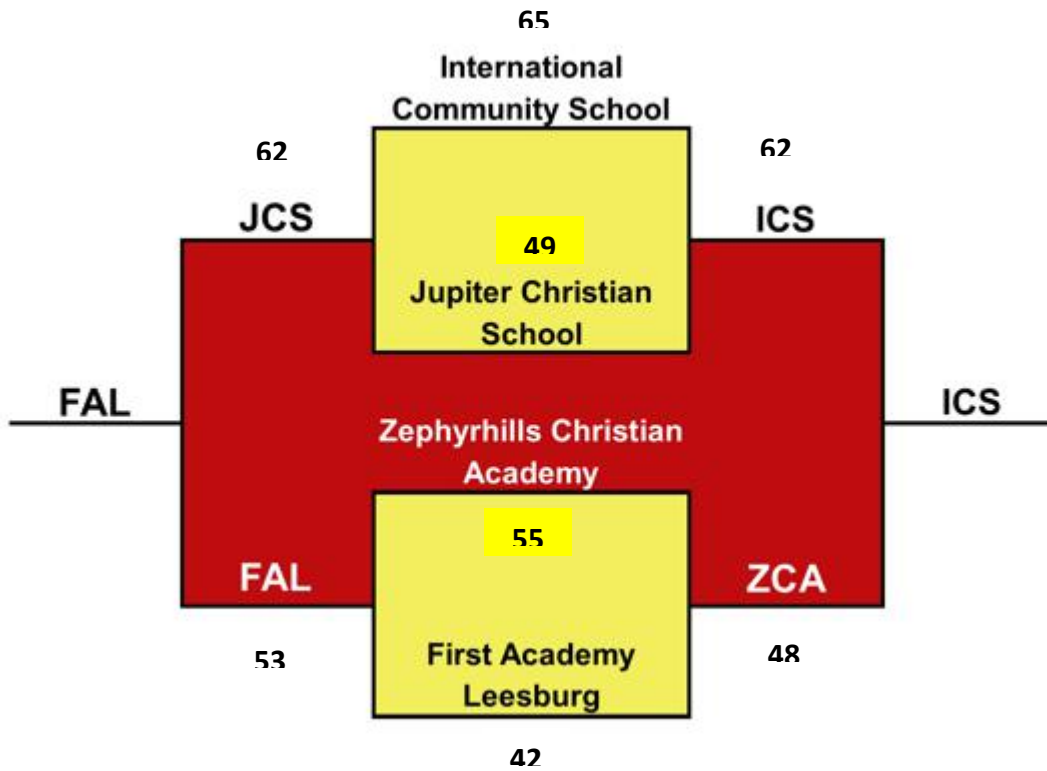 65
International
Community School
62
62
JCS
ICS
49
Jupiter Christian
School
FAL
ICS
Zephyrhills Christian
Academy
55
FAL
ZCA
53
First Academy
Leesburg
48
42